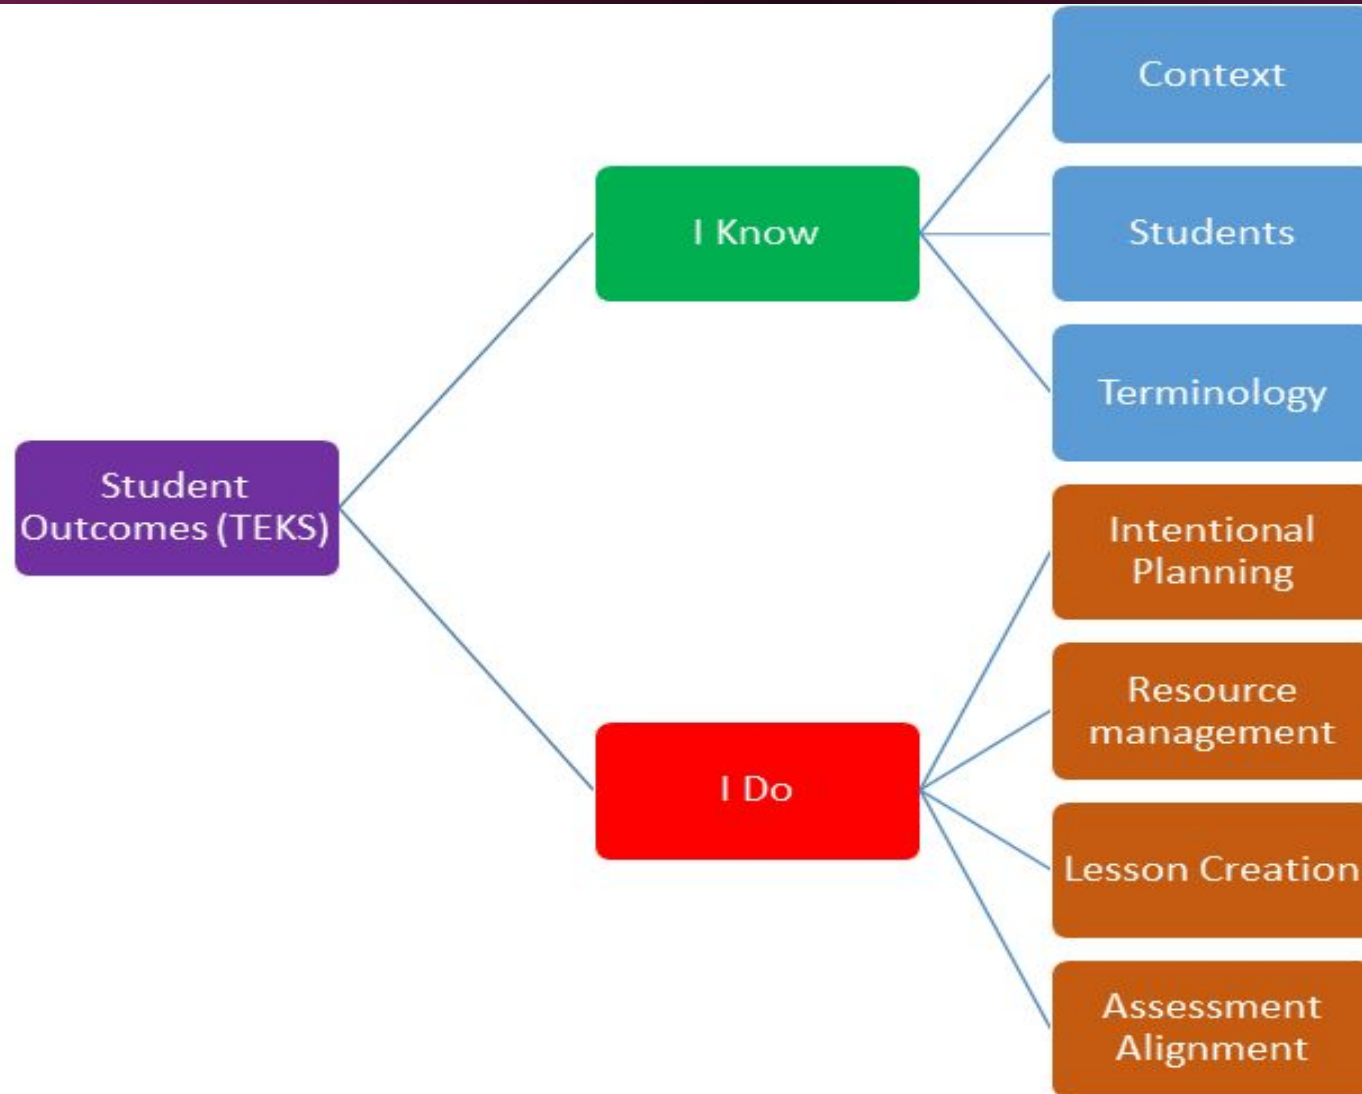 Student
Outcomes (TEKS)
I Know
Context
Students
Terminology
I Do
Intentional
Planning
Resource
management
Lesson Creation
Assessment
Alignment